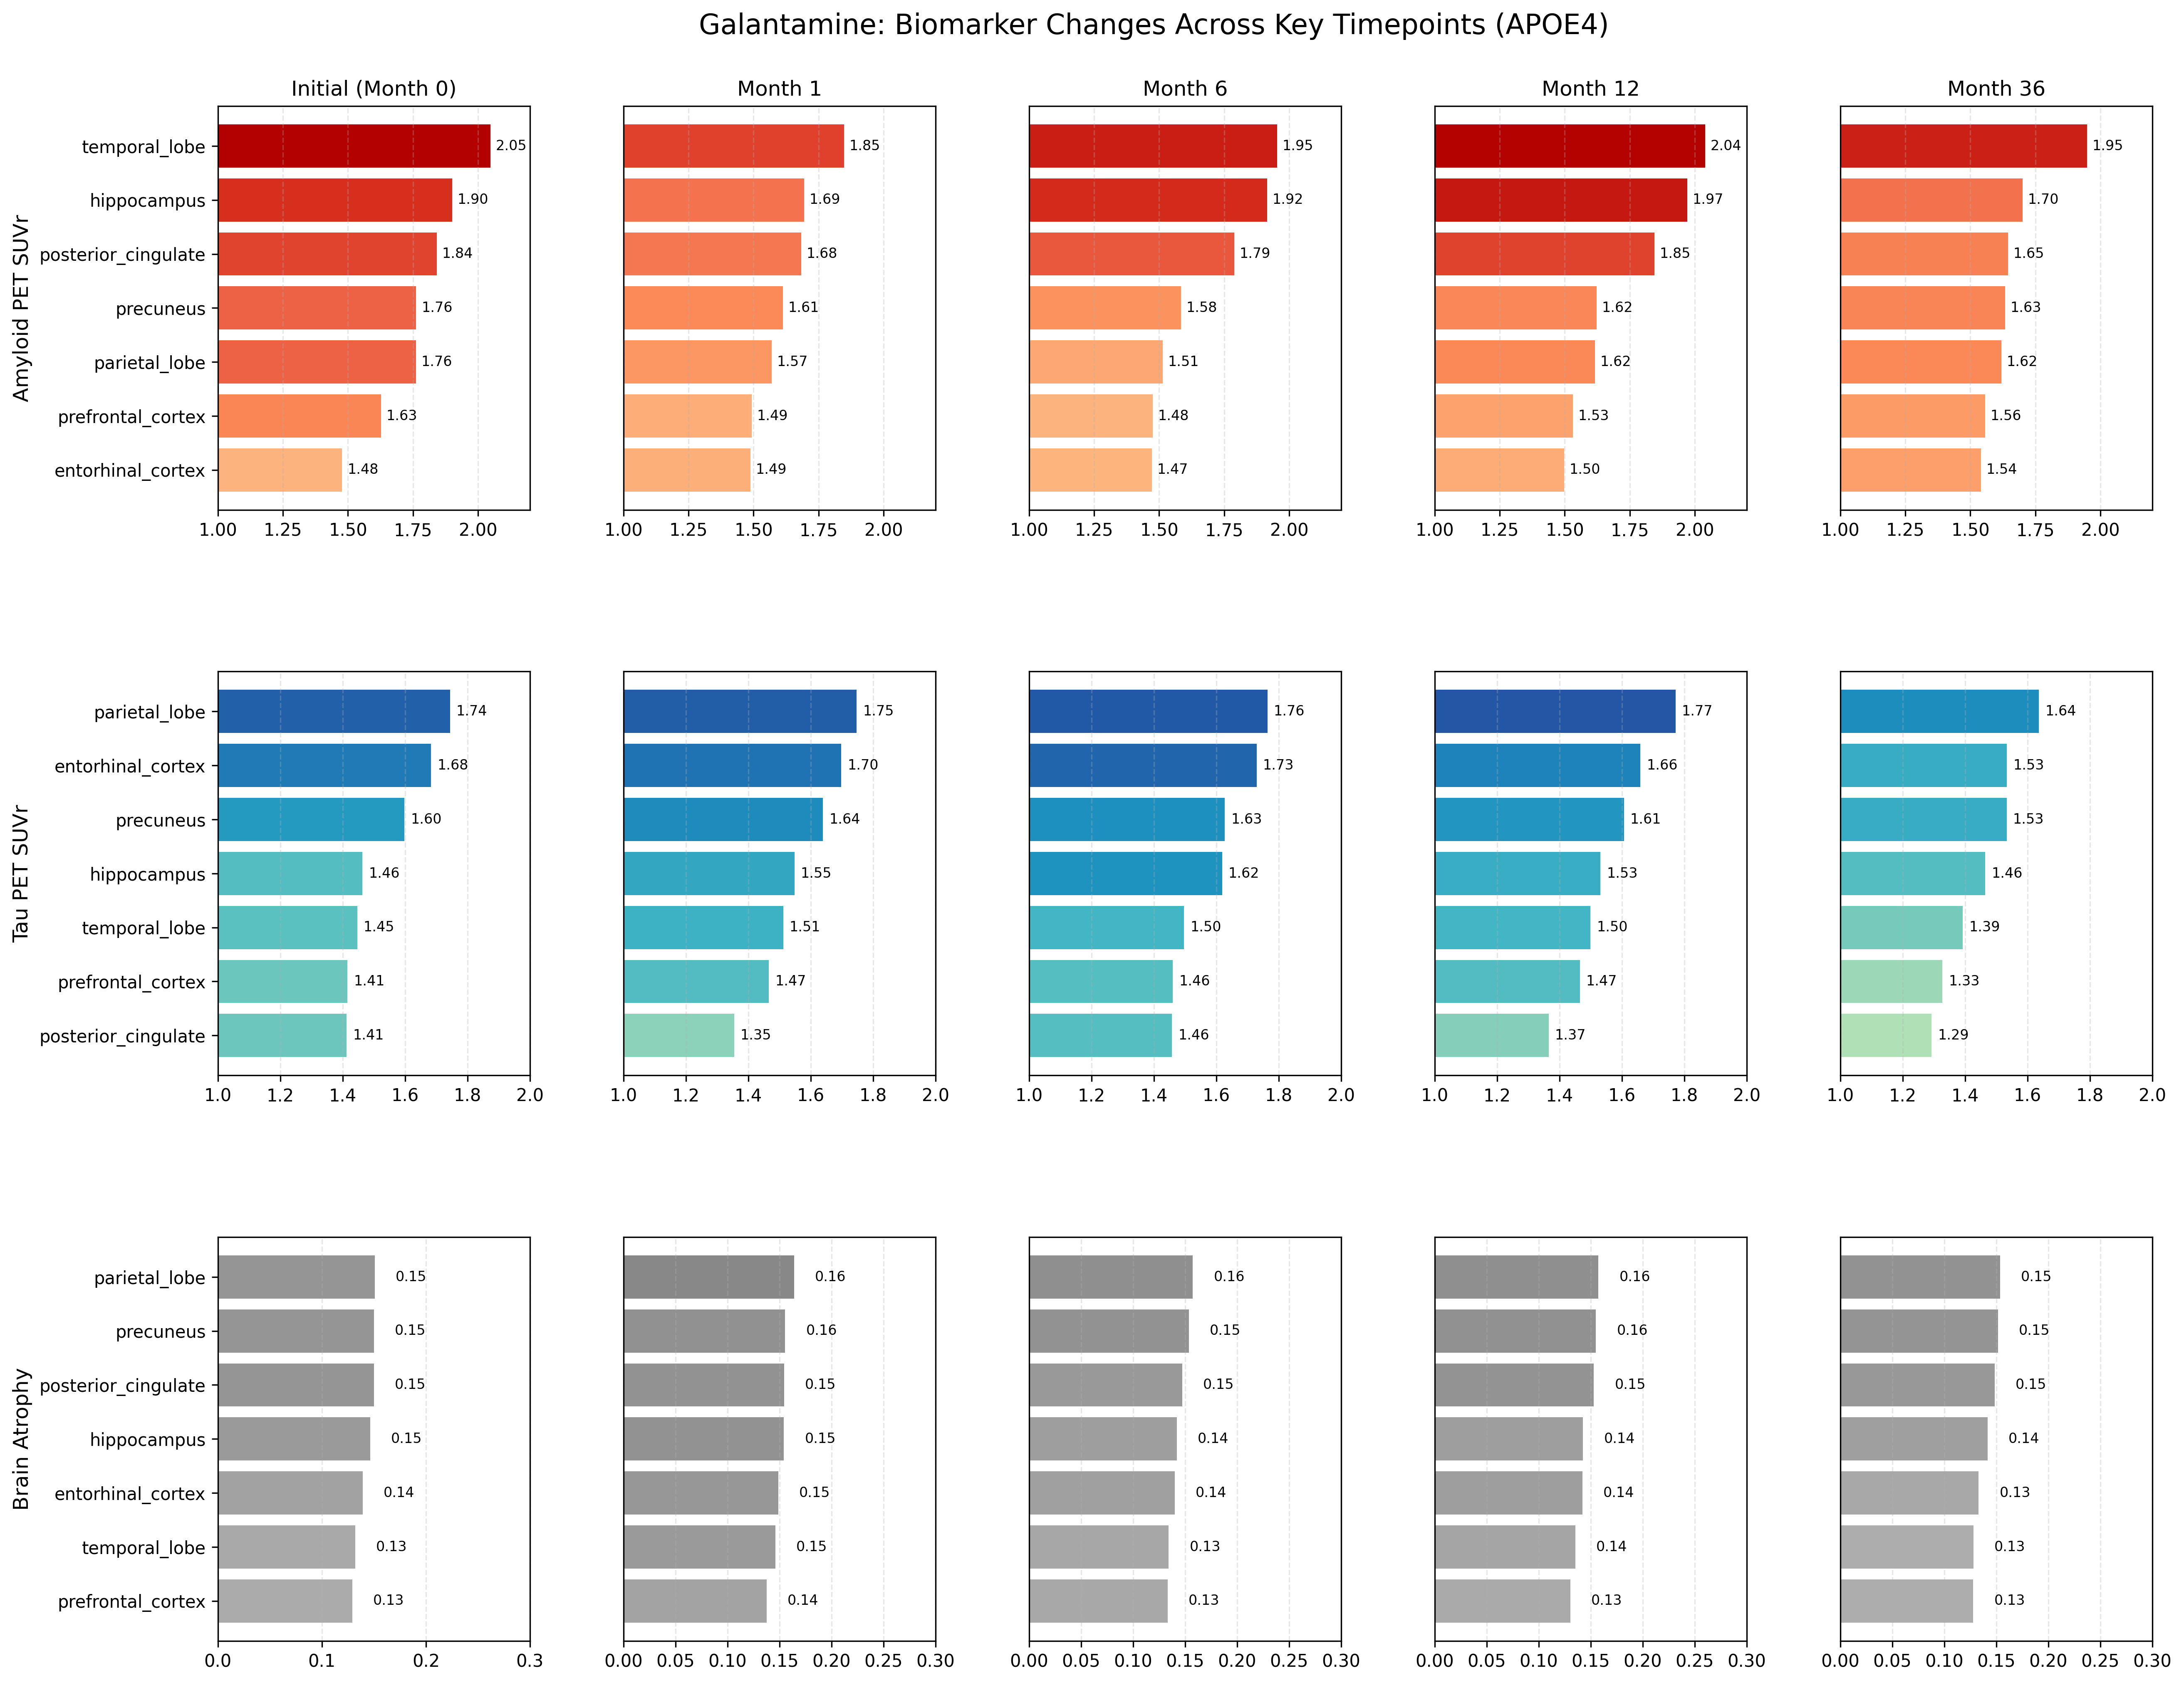 Galantamine: Biomarker Changes Across Key Timepoints (APOE4)
Initial (Month 0)
Month 1
Month 6
Month 12
Month 36
Amyloid PET SUVr
temporal_lobe 2.05 1.85 1.95 2.04 1.95
hippocampus 1.90 1.69 1.92 1.97 1.70
posterior_cingulate 1.84 1.68 1.79 1.85 1.65
precuneus 1.76 1.61 1.58 1.62 1.63
parietal_lobe 1.76 1.57 1.51 1.62 1.62
prefrontal_cortex 1.63 1.49 1.48 1.53 1.56
entorhinal_cortex 1.48 1.49 1.47 1.50 1.54
1.00 1.25 1.50 1.75 2.00 1.00 1.25 1.50 1.75 2.00 1.00 1.25 1.50 1.75 2.00 1.00 1.25 1.50 1.75 2.00 1.00 1.25 1.50 1.75 2.00
Tau PET SUVr
parietal_lobe 1.74 1.75 1.76 1.77 1.64
entorhinal_cortex 1.68 1.70 1.73 1.66 1.53
precuneus 1.60 1.64 1.63 1.61 1.53
hippocampus 1.46 1.55 1.62 1.53 1.46
temporal_lobe 1.45 1.51 1.50 1.50 1.39
prefrontal_cortex 1.41 1.47 1.46 1.47 1.33
posterior_cingulate 1.41 1.35 1.46 1.37 1.29
1.0 1.2 1.4 1.6 1.8 2.0 1.0 1.2 1.4 1.6 1.8 2.0 1.0 1.2 1.4 1.6 1.8 2.0 1.0 1.2 1.4 1.6 1.8 2.0 1.0 1.2 1.4 1.6 1.8 2.0
Brain Atrophy
parietal_lobe 0.15 0.16 0.16 0.16 0.15
precuneus 0.15 0.16 0.15 0.16 0.15
posterior_cingulate 0.15 0.15 0.15 0.15 0.15
hippocampus 0.15 0.15 0.14 0.14 0.14
entorhinal_cortex 0.14 0.15 0.14 0.14 0.13
temporal_lobe 0.13 0.15 0.13 0.14 0.13
prefrontal_cortex 0.13 0.14 0.13 0.13 0.13
0.0 0.1 0.2 0.3 0.00 0.05 0.10 0.15 0.20 0.25 0.30 0.00 0.05 0.10 0.15 0.20 0.25 0.30 0.00 0.05 0.10 0.15 0.20 0.25 0.30 0.00 0.05 0.10 0.15 0.20 0.25 0.30